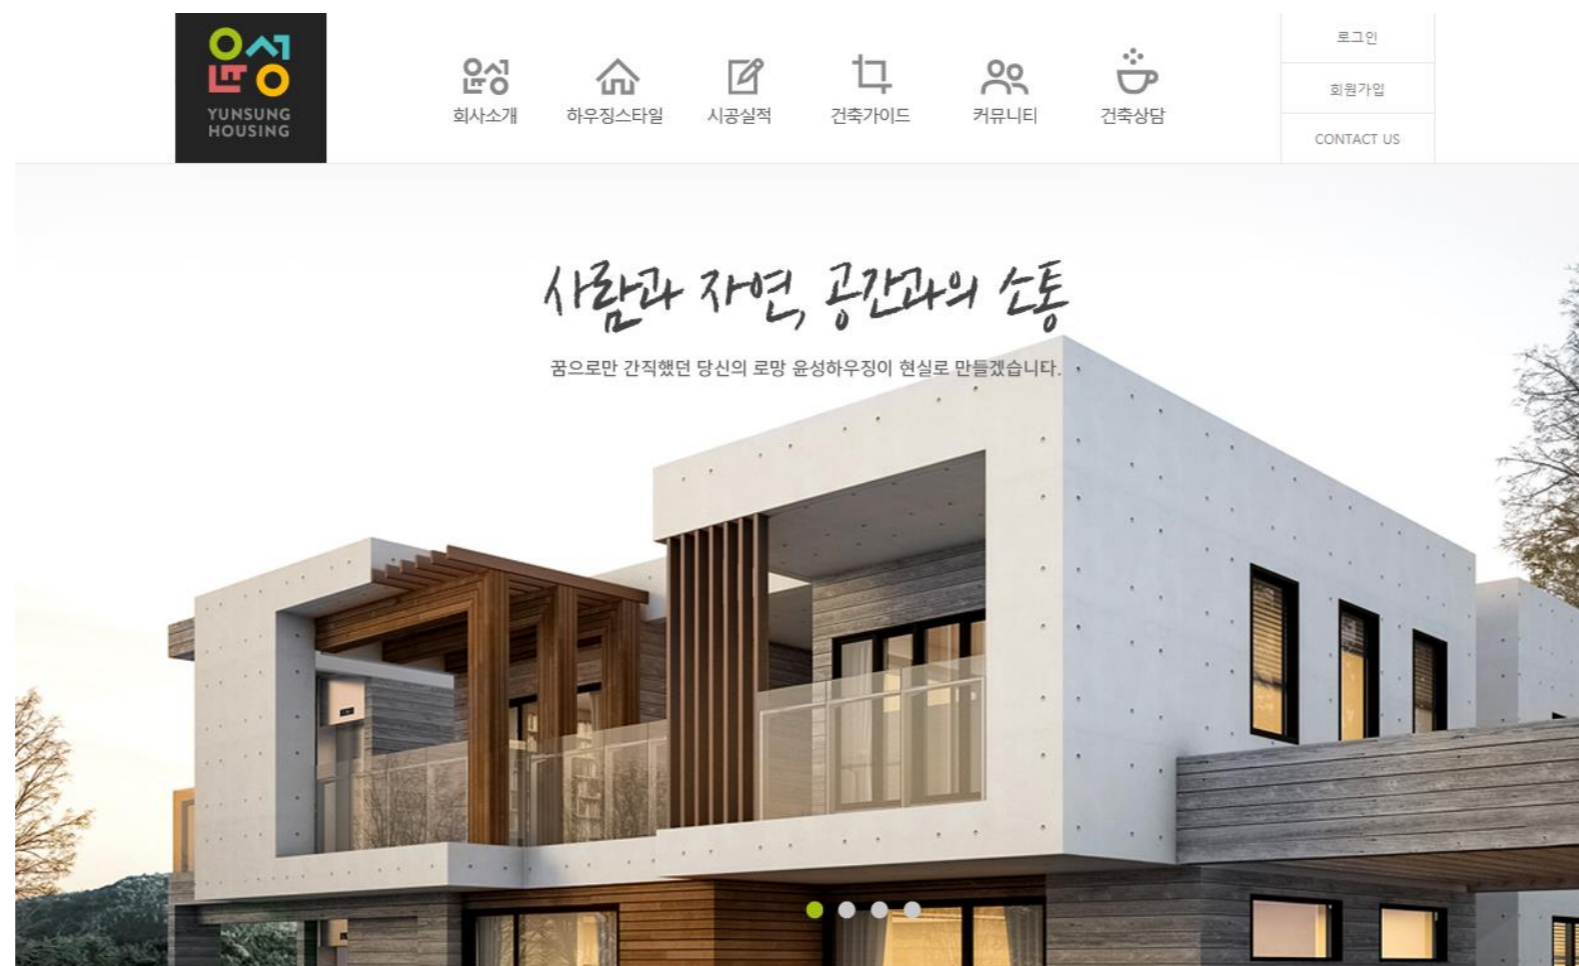 윤성
YUNSUNG
HOUSING
윤성
회사소개
하우징스타일
시공실적
건축가이드
커뮤니티
건축상담
로그인
회원가입
CONTACT US
사람과 자연, 공간과의 소통
꿈으로만 간직했던 당신의 로망 윤성하우징이 현실로 만들겠습니다.